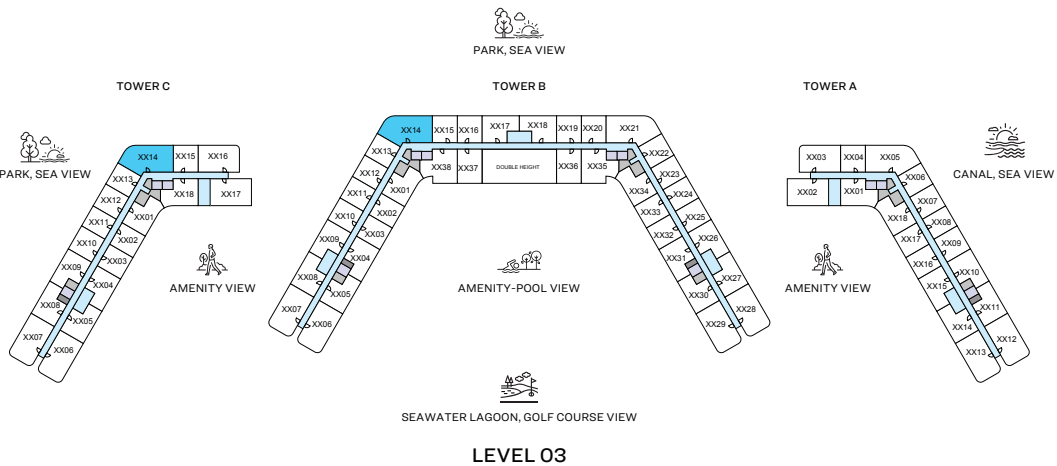 PARK, SEA VIEW
TOWER C
TOWER B
TOWER A
PARK, SEA VIEW
CANAL, SEA VIEW
XX14
XX15
XX16
XX13
XX12
XX11
XX10
XX09
XX08
XX07
XX06
XX05
XX04
XX03
XX02
XX01
XX18
XX17
AMENITY VIEW
XX14
XX15
XX16
XX17
XX18
XX19
XX20
XX21
XX13
XX12
XX11
XX10
XX09
XX08
XX07
XX06
XX05
XX04
XX03
XX02
XX01
XX38
XX37
DOUBLE HEIGHT
XX36
XX35
XX22
XX23
XX24
XX25
XX26
XX27
XX28
XX29
XX30
XX31
XX32
XX33
XX34
AMENITY-POOL VIEW
XX03
XX04
XX05
XX02
XX01
XX06
XX07
XX08
XX09
XX10
XX11
XX12
XX13
XX14
XX15
XX16
XX17
XX18
AMENITY VIEW
SEAWATER LAGOON, GOLF COURSE VIEW
LEVEL 03